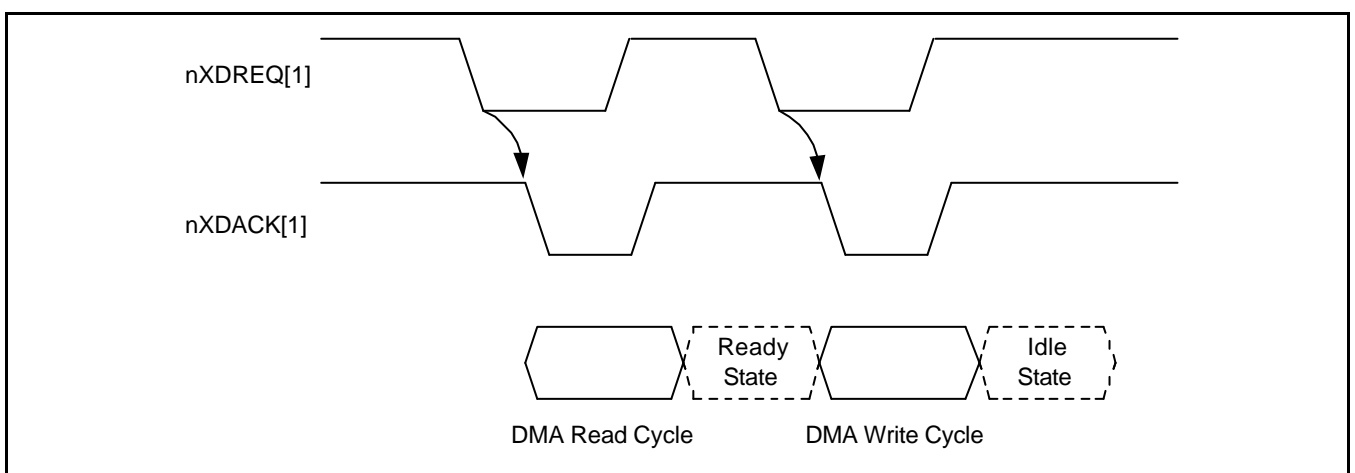 nXDREQ[1]
nXDACK[1]
Ready
State
Idle
State
DMA Read Cycle
DMA Write Cycle